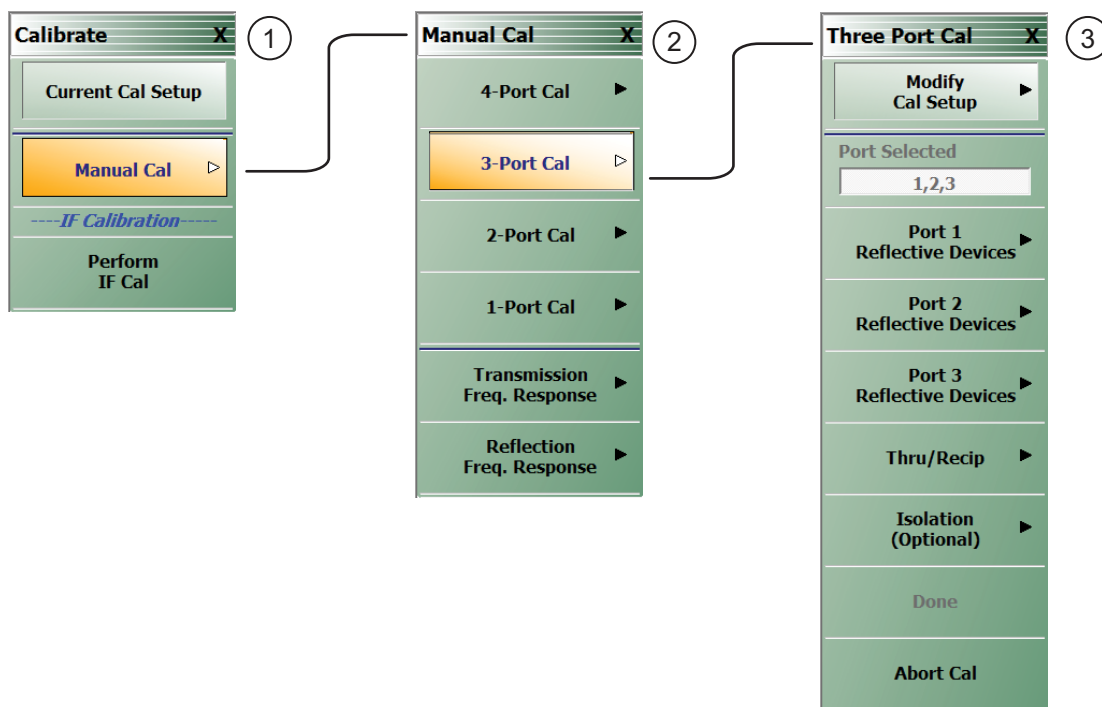 Calibrate X
1
Current Cal Setup
Manual Cal
----IF Calibration-----
Perform
IF Cal
Manual Cal X
2
4-Port Cal
3-Port Cal
2-Port Cal
1-Port Cal
Transmission
Freq. Response
Reflection
Freq. Response
Three Port Cal X
3
Modify
Cal Setup
Port Selected
1,2,3
Port 1
Reflective Devices
Port 2
Reflective Devices
Port 3
Reflective Devices
Thru/Recip
Isolation
(Optional)
Done
Abort Cal